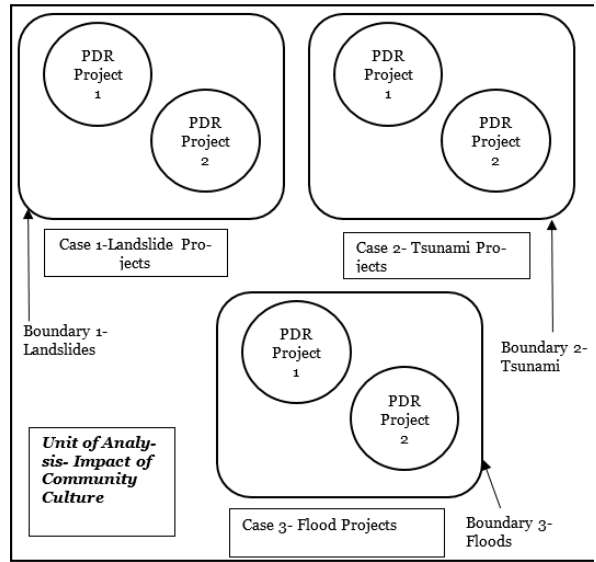 PDR
Project
1
PDR
Project
2
PDR
Project
1
PDR
Project
2
Case 1-Landslide Pro-
jects
Case 2- Tsunami Pro-
jects
Boundary 1-
Landslides
Boundary 2-
Tsunami
PDR
Project
1
PDR
Project
2
Unit of Analy-
sis- Impact of
Community
Culture
Case 3- Flood Projects
Boundary 3-
Floods